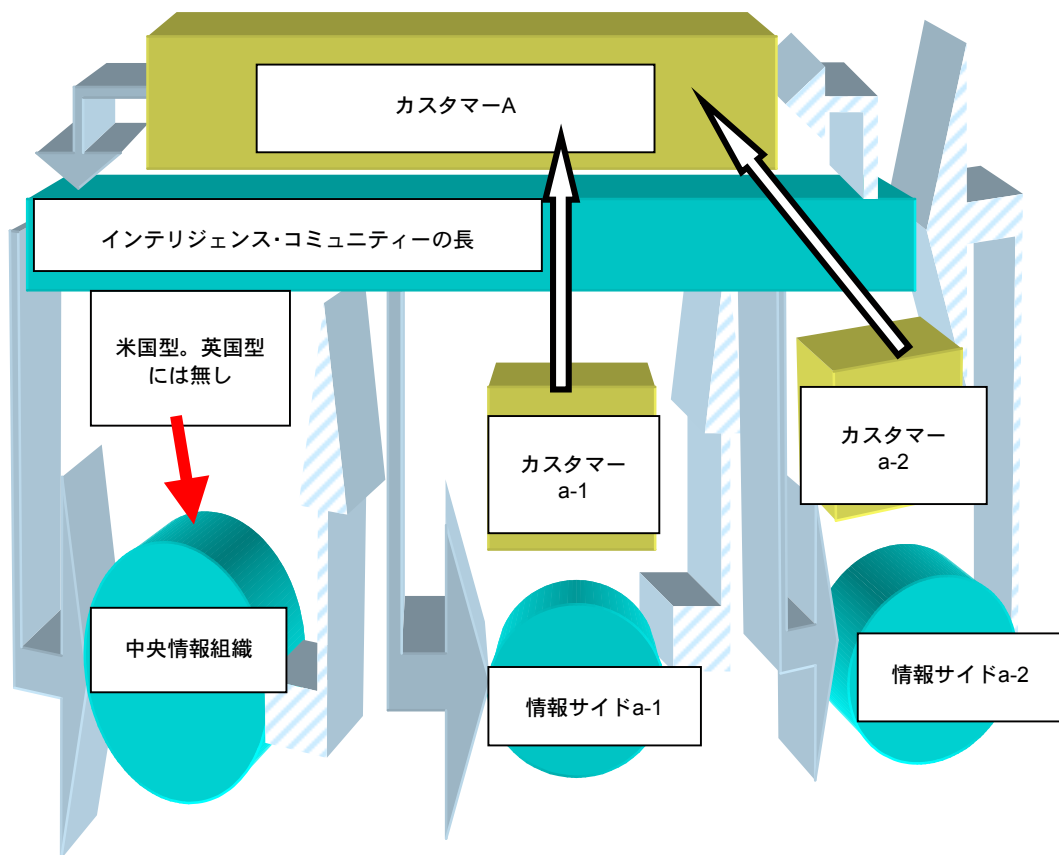 カスタマーA
インテリジェンス･コミュニティーの長
米国型。英国型
には無し
カスタマー
a-1
カスタマー
a-2
中央情報組織
情報サイドa-1
情報サイドa-2